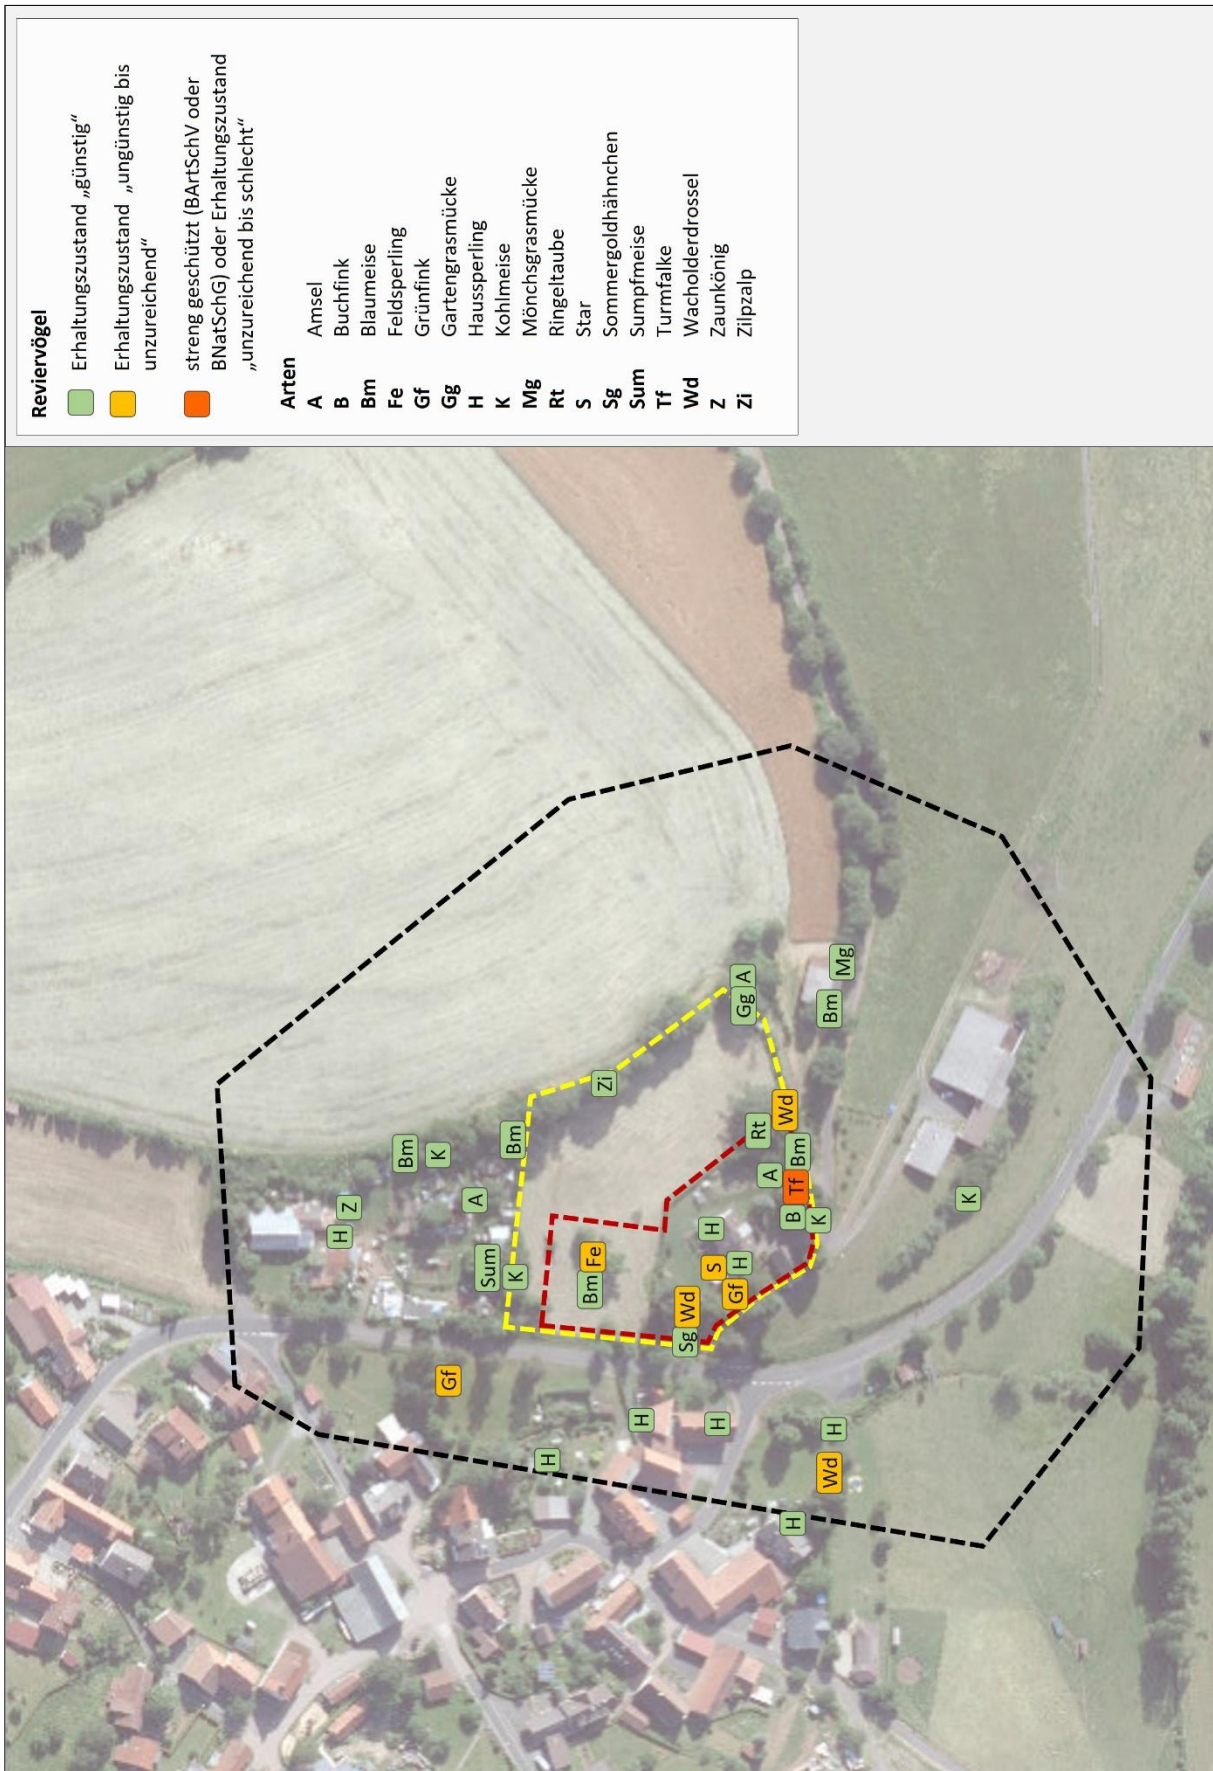 Reviervögel
Erhaltungszustand „günstig“
Erhaltungszustand „ungünstig bis
unzureichend“
streng geschützt (BArtSchV oder
BNatSchG) oder Erhaltungszustand
„unzureichend bis schlecht“
Arten
A Amsel
B Buchfink
Bm Blaumeise
Fe Feldsperling
Gf Grünfink
Gg Gartengrasmücke
H Haussperling
K Kohlmeise
Mg Mönchsgrasmücke
Rt Ringeltaube
S Star
Sg Sommergoldhähnchen
Sum Sumpfmeise
Tf Turmfalke
Wd Wacholderdrossel
Z Zaunkönig
Zi Zilpzalp
H
Z
Bm
K
Gf
A
Sum
Bm
K
H
Bm
Fe
Zi
H
Sg
Wd
H
S
H
Gf
H
Gg
A
Rt
A
Wd
H
B
Tf
Bm
K
Wd
Bm
H
Mg
K